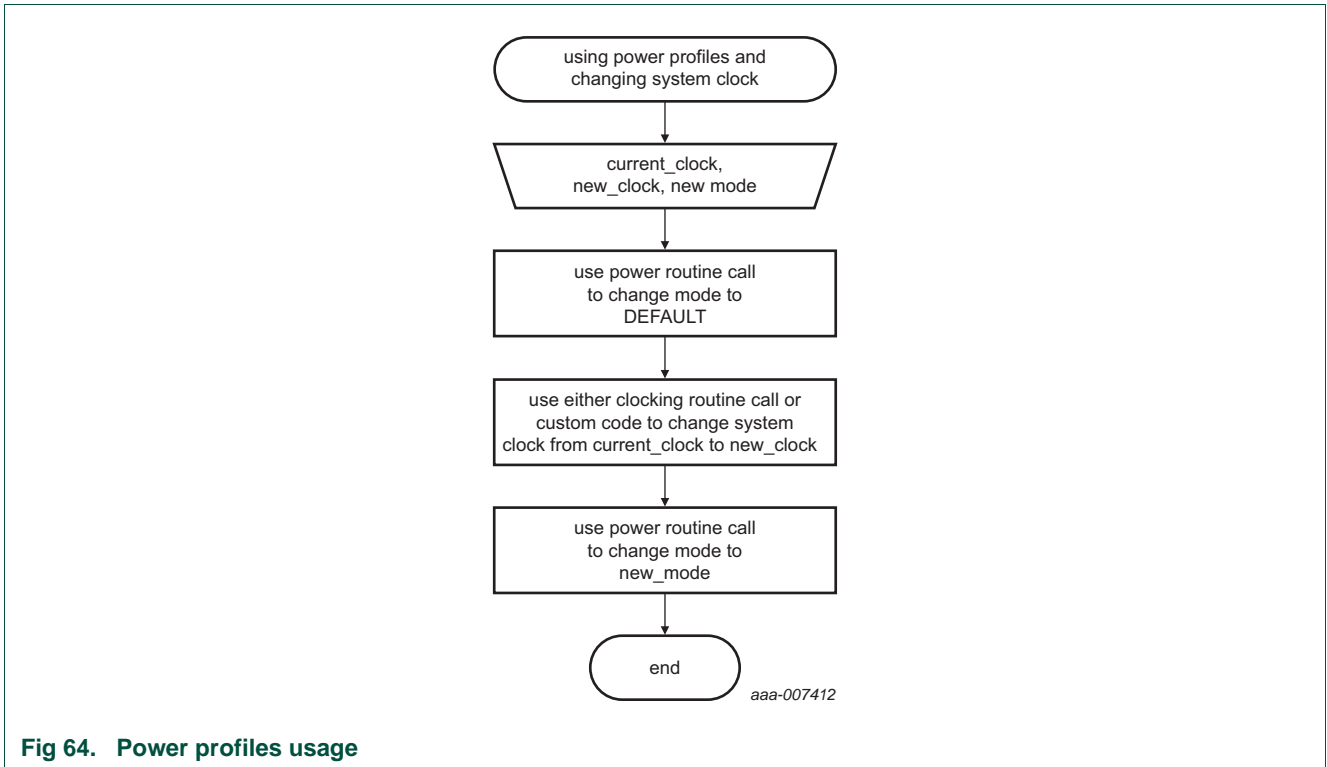 using power profiles and
changing system clock
current_clock,
new_clock, new mode
use power routine call
to change mode to
DEFAULT
use either clocking routine call or
custom code to change system
clock from current_clock to new_clock
use power routine call
to change mode to
new_mode
end
aaa-007412
Fig 64. Power profiles usage